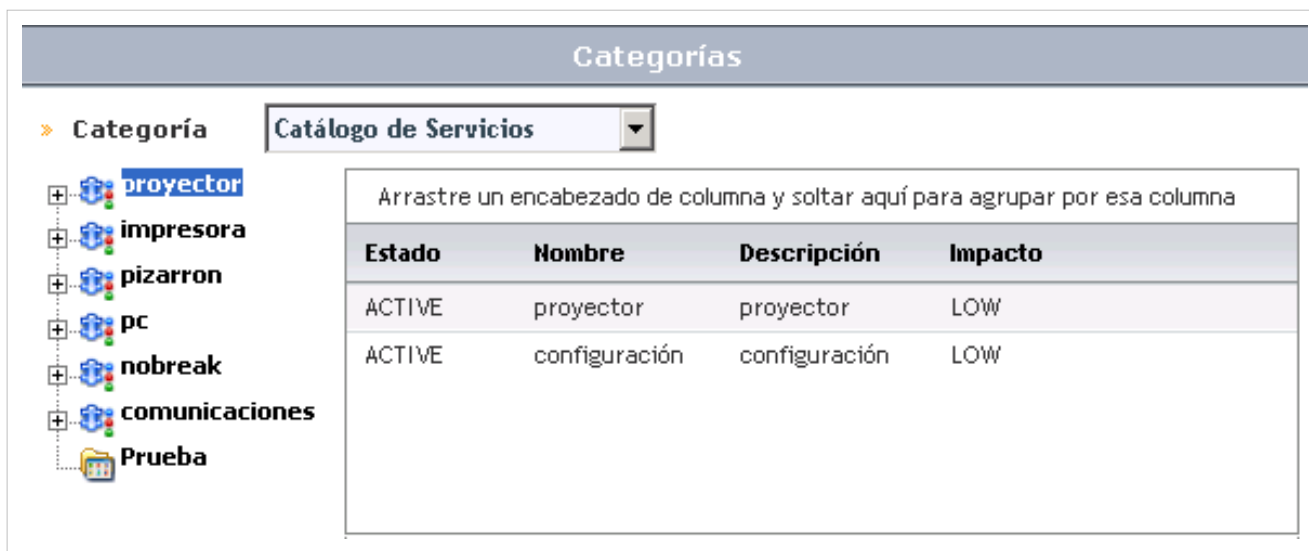 Categorías
» Categoría Catálogo de Servicios
proyector
impresora
pizarron
pc
nobreak
comunicaciones
Prueba
Arrastre un encabezado de columna y soltar aquí para agrupar por esa columna
Estado Nombre Descripción Impacto
ACTIVE proyector proyector LOW
ACTIVE configuración configuración LOW